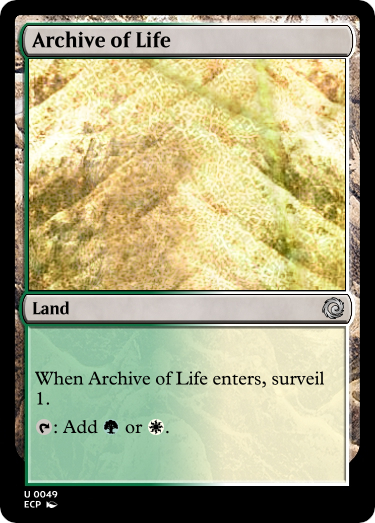 Archive of Life
Land
When Archive of Life enters, surveil
1.
: Add or .
U 0049
ECP